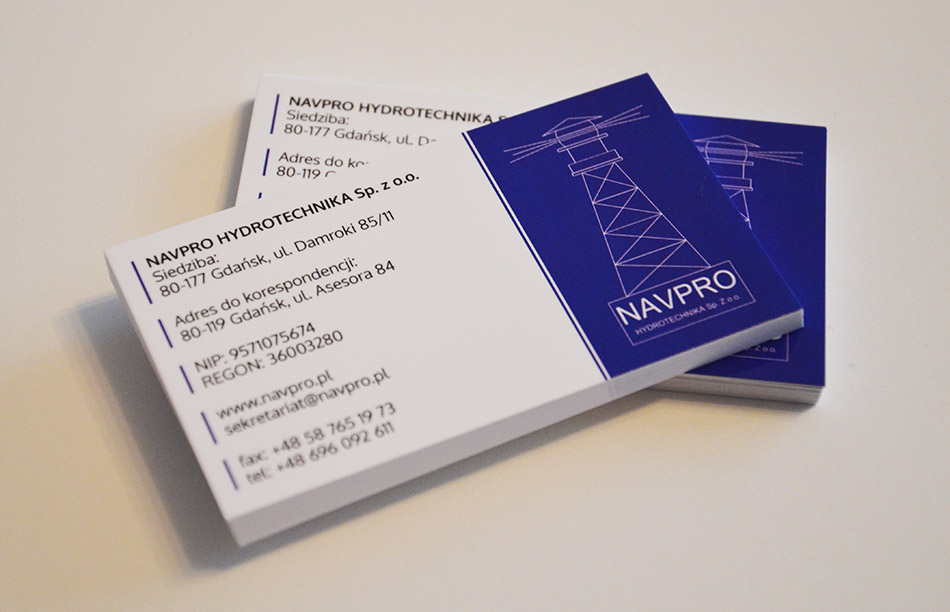 NAVPRO HYDROTECHNIKA Sp. z o.o.
Siedziba:
80-177 Gdańsk, ul. Damroki 85/11
Adres do korespondencji:
80-119 Gdańsk, ul. Asesora 84
NIP: 9571075674
REGON: 36003280
www.navpro.pl
sekretariat@navpro.pl
fax: +48 58 765 19 73
tel.: +48 696 092 611
NAVPRO
HYDROTECHNIKA Sp. Z o.o.
NAVPRO HYDROTECHNIKA
Siedziba:
80-177 Gdańsk, ul.
Adres do
80-119
Z o.o.